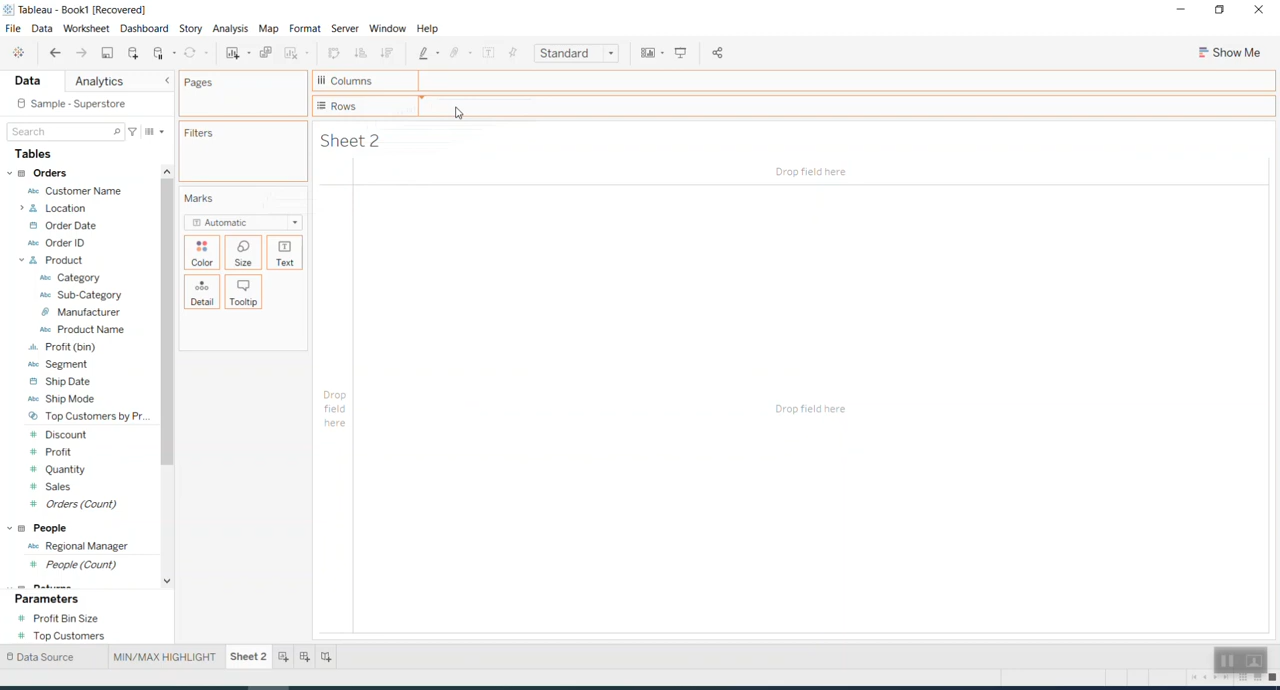 Tableau - Book1 [Recovered]
File Data Worksheet Dashboard Story Analysis Map Format Server Window Help
Standard
Show Me
Data Analytics
Pages
Columns
Sample - Superstore
Rows
Search
Filters
Sheet 2
Tables
Orders
Drop field here
Customer Name
Marks
Location
Automatic
Order Date
Order ID
Color Size Text
Product
Category
Sub-Category
Detail Tooltip
Manufacturer
Product Name
Profit (bin)
Segment
Ship Date
Ship Mode
Drop
field
here
Drop field here
Top Customers by Pr...
Discount
Profit
Quantity
Sales
Orders (Count)
People
Regional Manager
People (Count)
Parameters
Profit Bin Size
Top Customers
Data Source MIN/MAX HIGHLIGHT Sheet 2